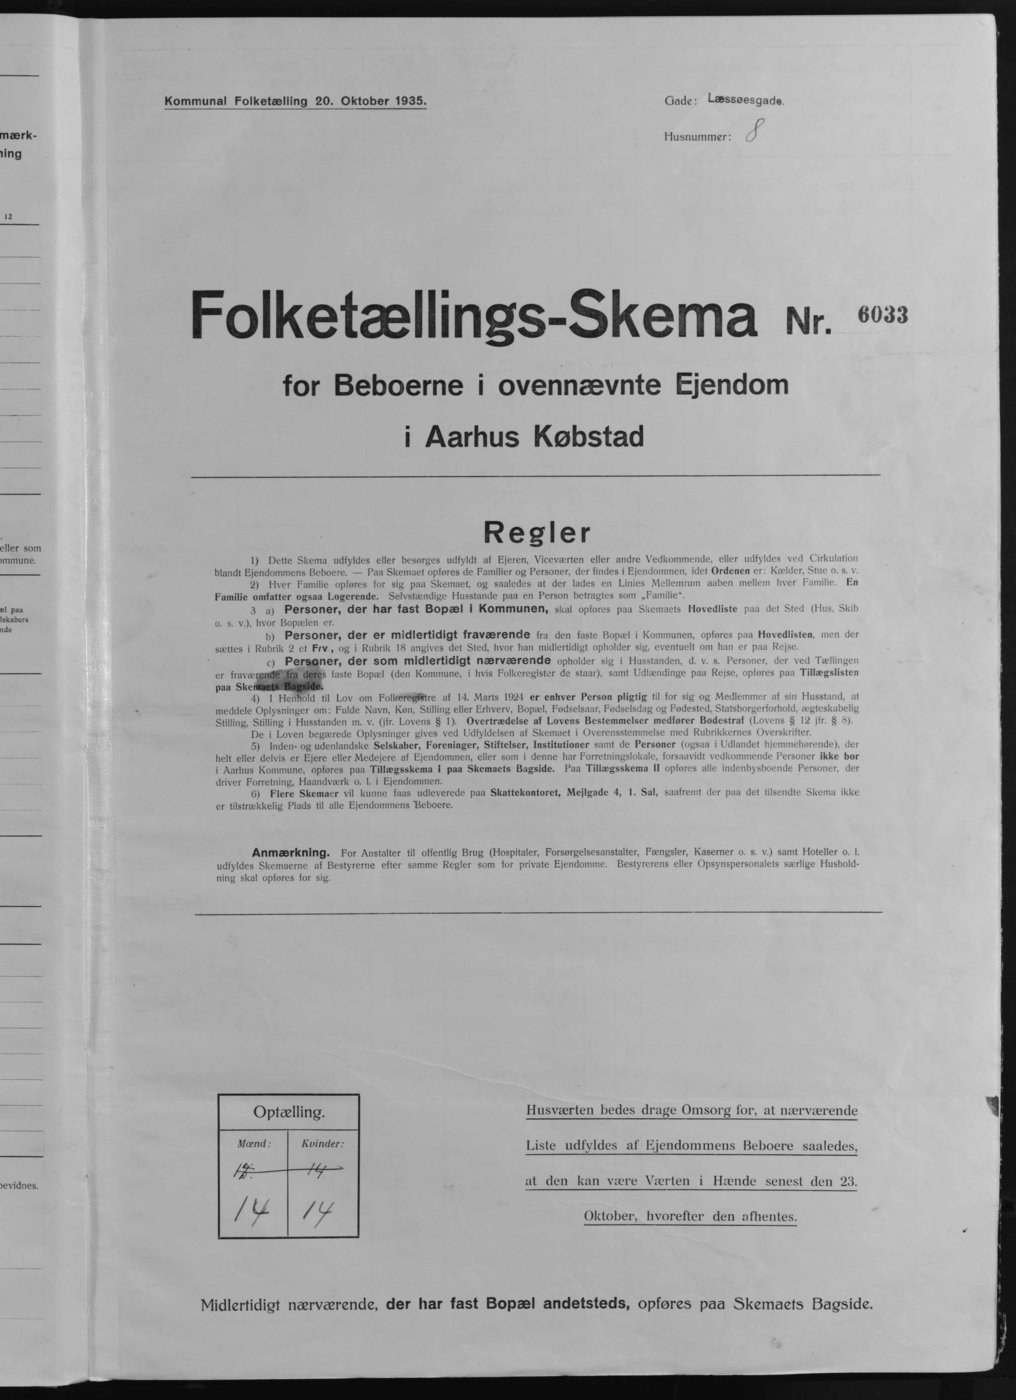 mærk-
ning
12
eller som
ommune.
æl paa
lskabers
nde
bevidnes.
Kommunal Folketælling 20. Oktober 1935.
Gade: Læssøesgade.
Husnummer: 8
Folketællings-Skema Nr. 6033
for Beboerne i ovennævnte Ejendom
i Aarhus Købstad
Regler
1) Dette Skema udfyldes eller besørges udfyldt af Ejeren, Viceværten eller andre Vedkommende, eller udfyldes ved Cirkulation
blandt Ejendommens Beboere. — Paa Skemaet opføres de Familier og Personer, der findes i Ejendommen, idet Ordenen er: Kælder, Stue o. s. v.
2) Hver Familie opføres for sig paa Skemaet, og saaledes at der lades en Linies Mellemrum aaben mellem hver Familie. En
Familie omfatter ogsaa Logerende. Selvstændige Husstande paa en Person betragtes som „Familie“.
3 a) Personer, der har fast Bopæl i Kommunen, skal opføres paa Skemaets Hovedliste paa det Sted (Hus, Skib
o. s. v.), hvor Bopælen er.
b) Personer, der er midlertidigt fraværende fra den faste Bopæl i Kommunen, opføres paa Hovedlisten, men der
sættes i Rubrik 2 et Frv., og i Rubrik 18 angives det Sted, hvor han midlertidigt opholder sig, eventuelt om han er paa Rejse.
c) Personer, der som midlertidigt nærværende opholder sig i Husstanden, d. v. s. Personer, der ved Tællingen
er fraværende fra deres faste Bopæl (den Kommune, i hvis Folkeregister de staar), samt Udlændinge paa Rejse, opføres paa Tillægslisten
paa Skemaets Bagside.
4) I Henhold til Lov om Folkeregistre af 14. Marts 1924 er enhver Person pligtig til for sig og Medlemmer af sin Husstand, at
meddele Oplysninger om: Fulde Navn, Køn, Stilling eller Erhverv, Bopæl, Fødselsaar, Fødselsdag og Fødested, Statsborgerforhold, ægteskabelig
Stilling, Stilling i Husstanden m. v. (jfr. Lovens § 1). Overtrædelse af Lovens Bestemmelser medfører Bødestraf (Lovens § 12 jfr. § 8).
De i Loven begærede Oplysninger gives ved Udfyldelsen af Skemaet i Overensstemmelse med Rubrikkernes Overskrifter.
5) Inden- og udenlandske Selskaber, Foreninger, Stiftelser, Institutioner samt de Personer (ogsaa i Udlandet hjemmehørende), der
helt eller delvis er Ejere eller Medejere af Ejendommen, eller som i denne har Forretningslokale, forsaavidt vedkommende Personer ikke bor
i Aarhus Kommune, opføres paa Tillægsskema I paa Skemaets Bagside. Paa Tillægsskema II opføres alle indenbysboende Personer, der
driver Forretning, Haandværk o. l. i Ejendommen.
6) Flere Skemaer vil kunne faas udleverede paa Skattekontoret, Mejlgade 4, 1. Sal, saafremt der paa det tilsendte Skema ikke
er tilstrækkelig Plads til alle Ejendommens Beboere.
Anmærkning. For Anstalter til offentlig Brug (Hospitaler, Forsørgelsesanstalter, Fængsler, Kaserner o. s. v.) samt Hoteller o. l.
udfyldes Skemaerne af Bestyrerne efter samme Regler som for private Ejendomme. Bestyrerens eller Opsynspersonalets særlige Hushold-
ning skal opføres for sig.
Optælling.
Mænd: Kvinder:
14
14 14
Husværten bedes drage Omsorg for, at nærværende
Liste udfyldes af Ejendommens Beboere saaledes,
at den kan være Værten i Hænde senest den 23.
Oktober, hvorefter den afhentes.
Midlertidigt nærværende, der har fast Bopæl andetsteds, opføres paa Skemaets Bagside.